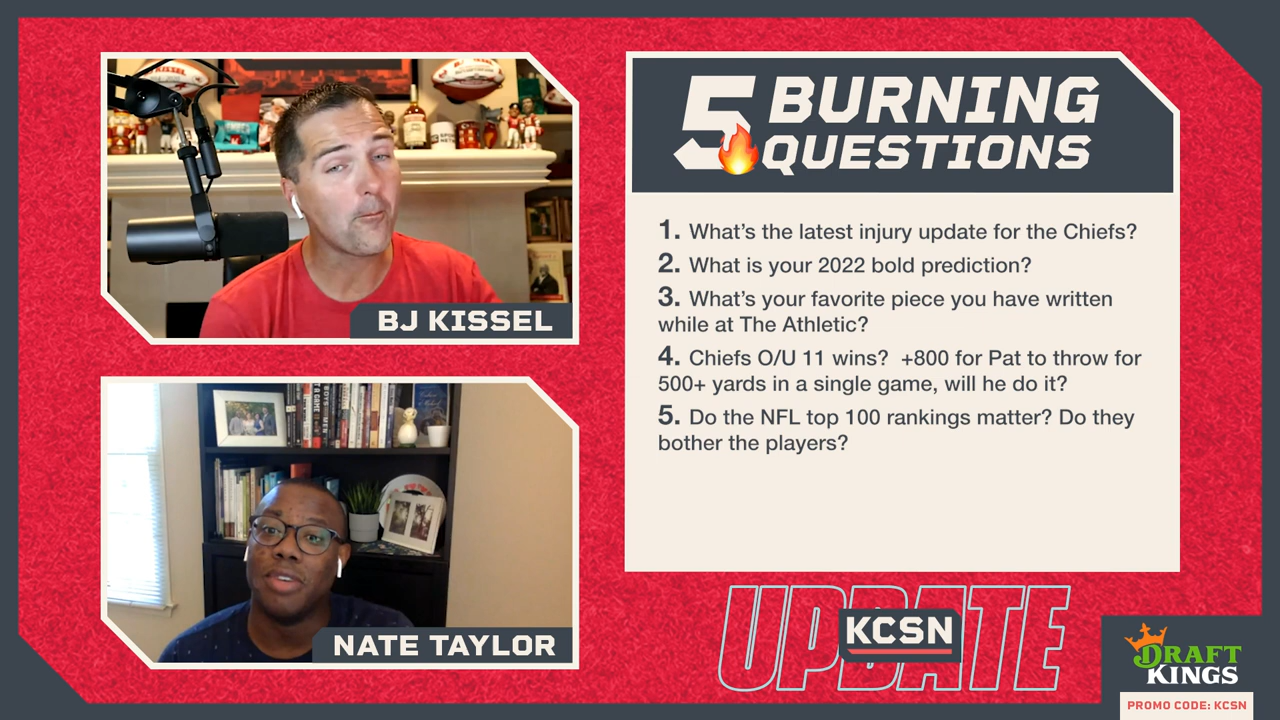 KISSEL
BJ KISSEL
NATE TAYLOR
5 BURNING
QUESTIONS
1. What's the latest injury update for the Chiefs?
2. What is your 2022 bold prediction?
3. What's your favorite piece you have written
while at The Athletic?
4. Chiefs O/U 11 wins?  +800 for Pat to throw for
500+ yards in a single game, will he do it?
5. Do the NFL top 100 rankings matter? Do they
bother the players?
UPDATE
KCSN
DRAFT
KINGS
PROMO CODE: KCSN